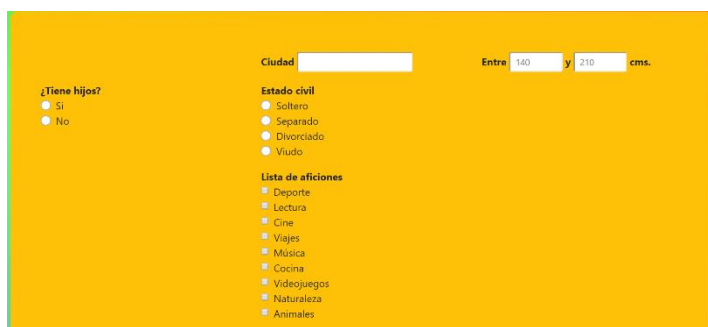 Ciudad
Entre 140 y 210 cms.
¿Tiene hijos?
Si
No
Estado civil
Soltero
Separado
Divorciado
Viudo
Lista de aficiones
Deporte
Lectura
Cine
Viajes
Música
Cocina
Videojuegos
Naturaleza
Animales